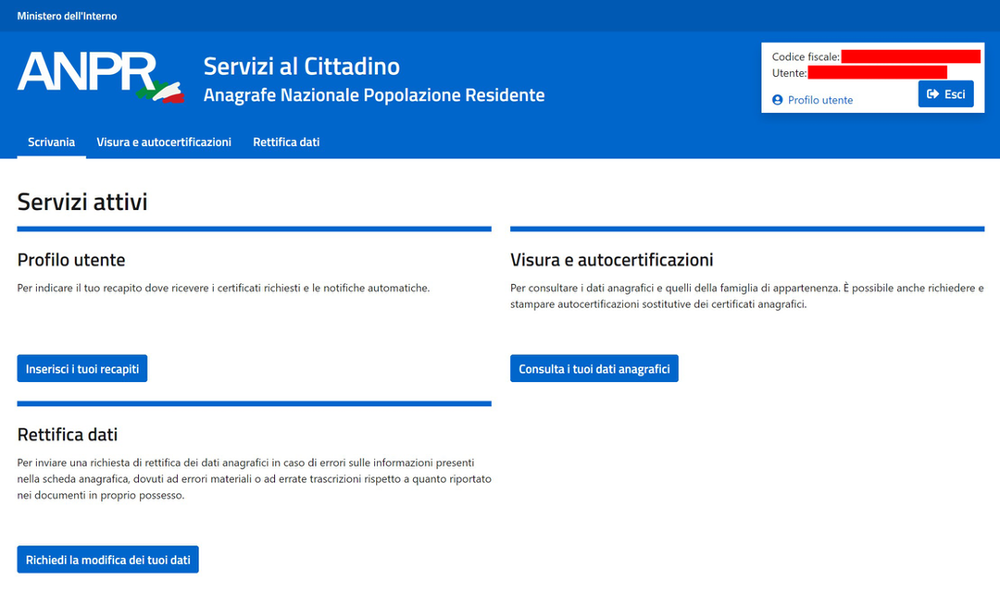 Ministero dell'Interno
ANPR
Servizi al Cittadino
Anagrafe Nazionale Popolazione Residente
Codice fiscale:
Utente:
Profilo utente
Esci
Scrivania
Visura e autocertificazioni
Rettifica dati
Servizi attivi
Profilo utente
Per indicare il tuo recapito dove ricevere i certificati richiesti e le notifiche automatiche.
Inserisci i tuoi recapiti
Visura e autocertificazioni
Per consultare i dati anagrafici e quelli della famiglia di appartenenza. È possibile anche richiedere e
stampare autocertificazioni sostitutive dei certificati anagrafici.
Consulta i tuoi dati anagrafici
Rettifica dati
Per inviare una richiesta di rettifica dei dati anagrafici in caso di errori sulle informazioni presenti
nella scheda anagrafica, dovuti ad errori materiali o ad errate trascrizioni rispetto a quanto riportato
nei documenti in proprio possesso.
Richiedi la modifica dei tuoi dati